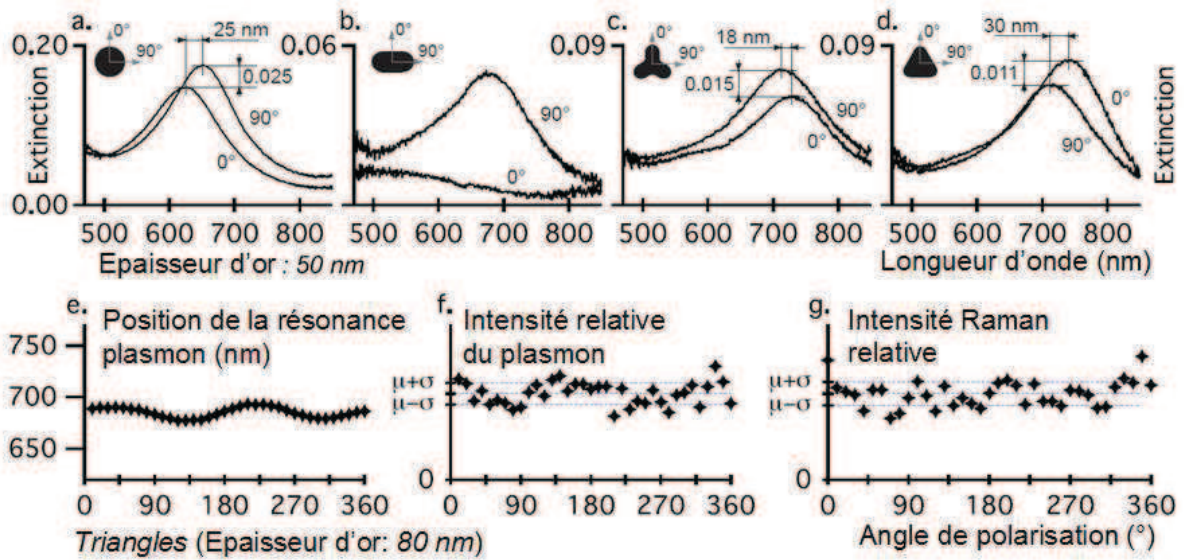 a. 0° 25 nm b. 0° c. 0° 18 nm d. 0° 30 nm
0.20 90° 0.06 90° 0.09 90° 0.09 90°
0.025 0.015 0.011
Extinction 90° 0° 90° 0° 90° 0° 0° 90° Extinction
0.00
500 600 700 800 500 600 700 800 500 600 700 800 500 600 700 800
Epaisseur d'or : 50 nm Longueur d'onde (nm)
e. Position de la résonance plasmon (nm)
750
700
650
0 90 180 270 360
Triangles (Epaisseur d'or: 80 nm)
f. Intensité relative du plasmon
μ+σ
μ−σ
0
0 90 180 270 360
g. Intensité Raman relative
μ+σ
μ−σ
0
0 90 180 270 360
Angle de polarisation (°)